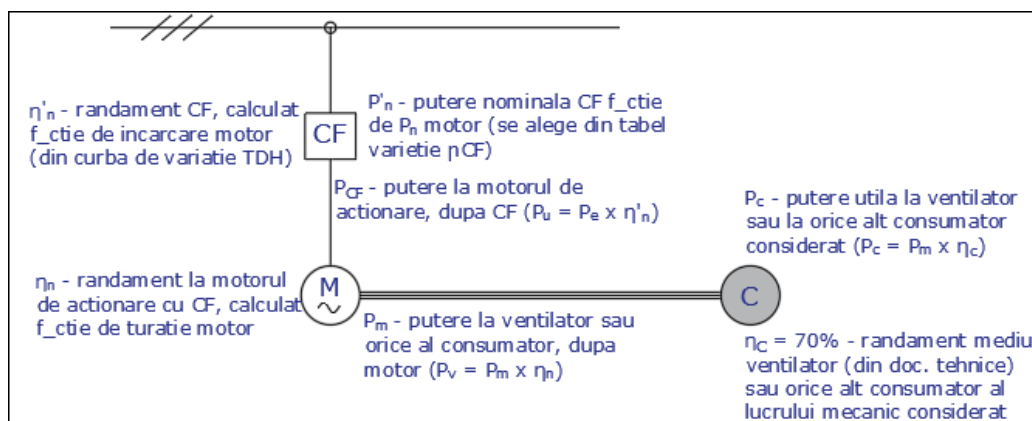 η'n - randament CF, calculat
f_ctie de incarcare motor
(din curba de variatie TDH)
CF
P'n - putere nominala CF f_ctie
de Pn motor (se alege din tabel
varietie ηCF)
PCF - putere la motorul de
actionare, dupa CF (Pu = Pe x η'n)
Pc - putere utila la ventilator
sau la orice alt consumator
considerat (Pc = Pm x ηc)
ηn - randament la motorul
de actionare cu CF, calculat
f_ctie de turatie motor
M
~
C
Pm - putere la ventilator sau
orice al consumator, dupa
motor (Pv = Pm x ηn)
ηC = 70% - randament mediu
ventilator (din doc. tehnice)
sau orice alt consumator al
lucrului mecanic considerat